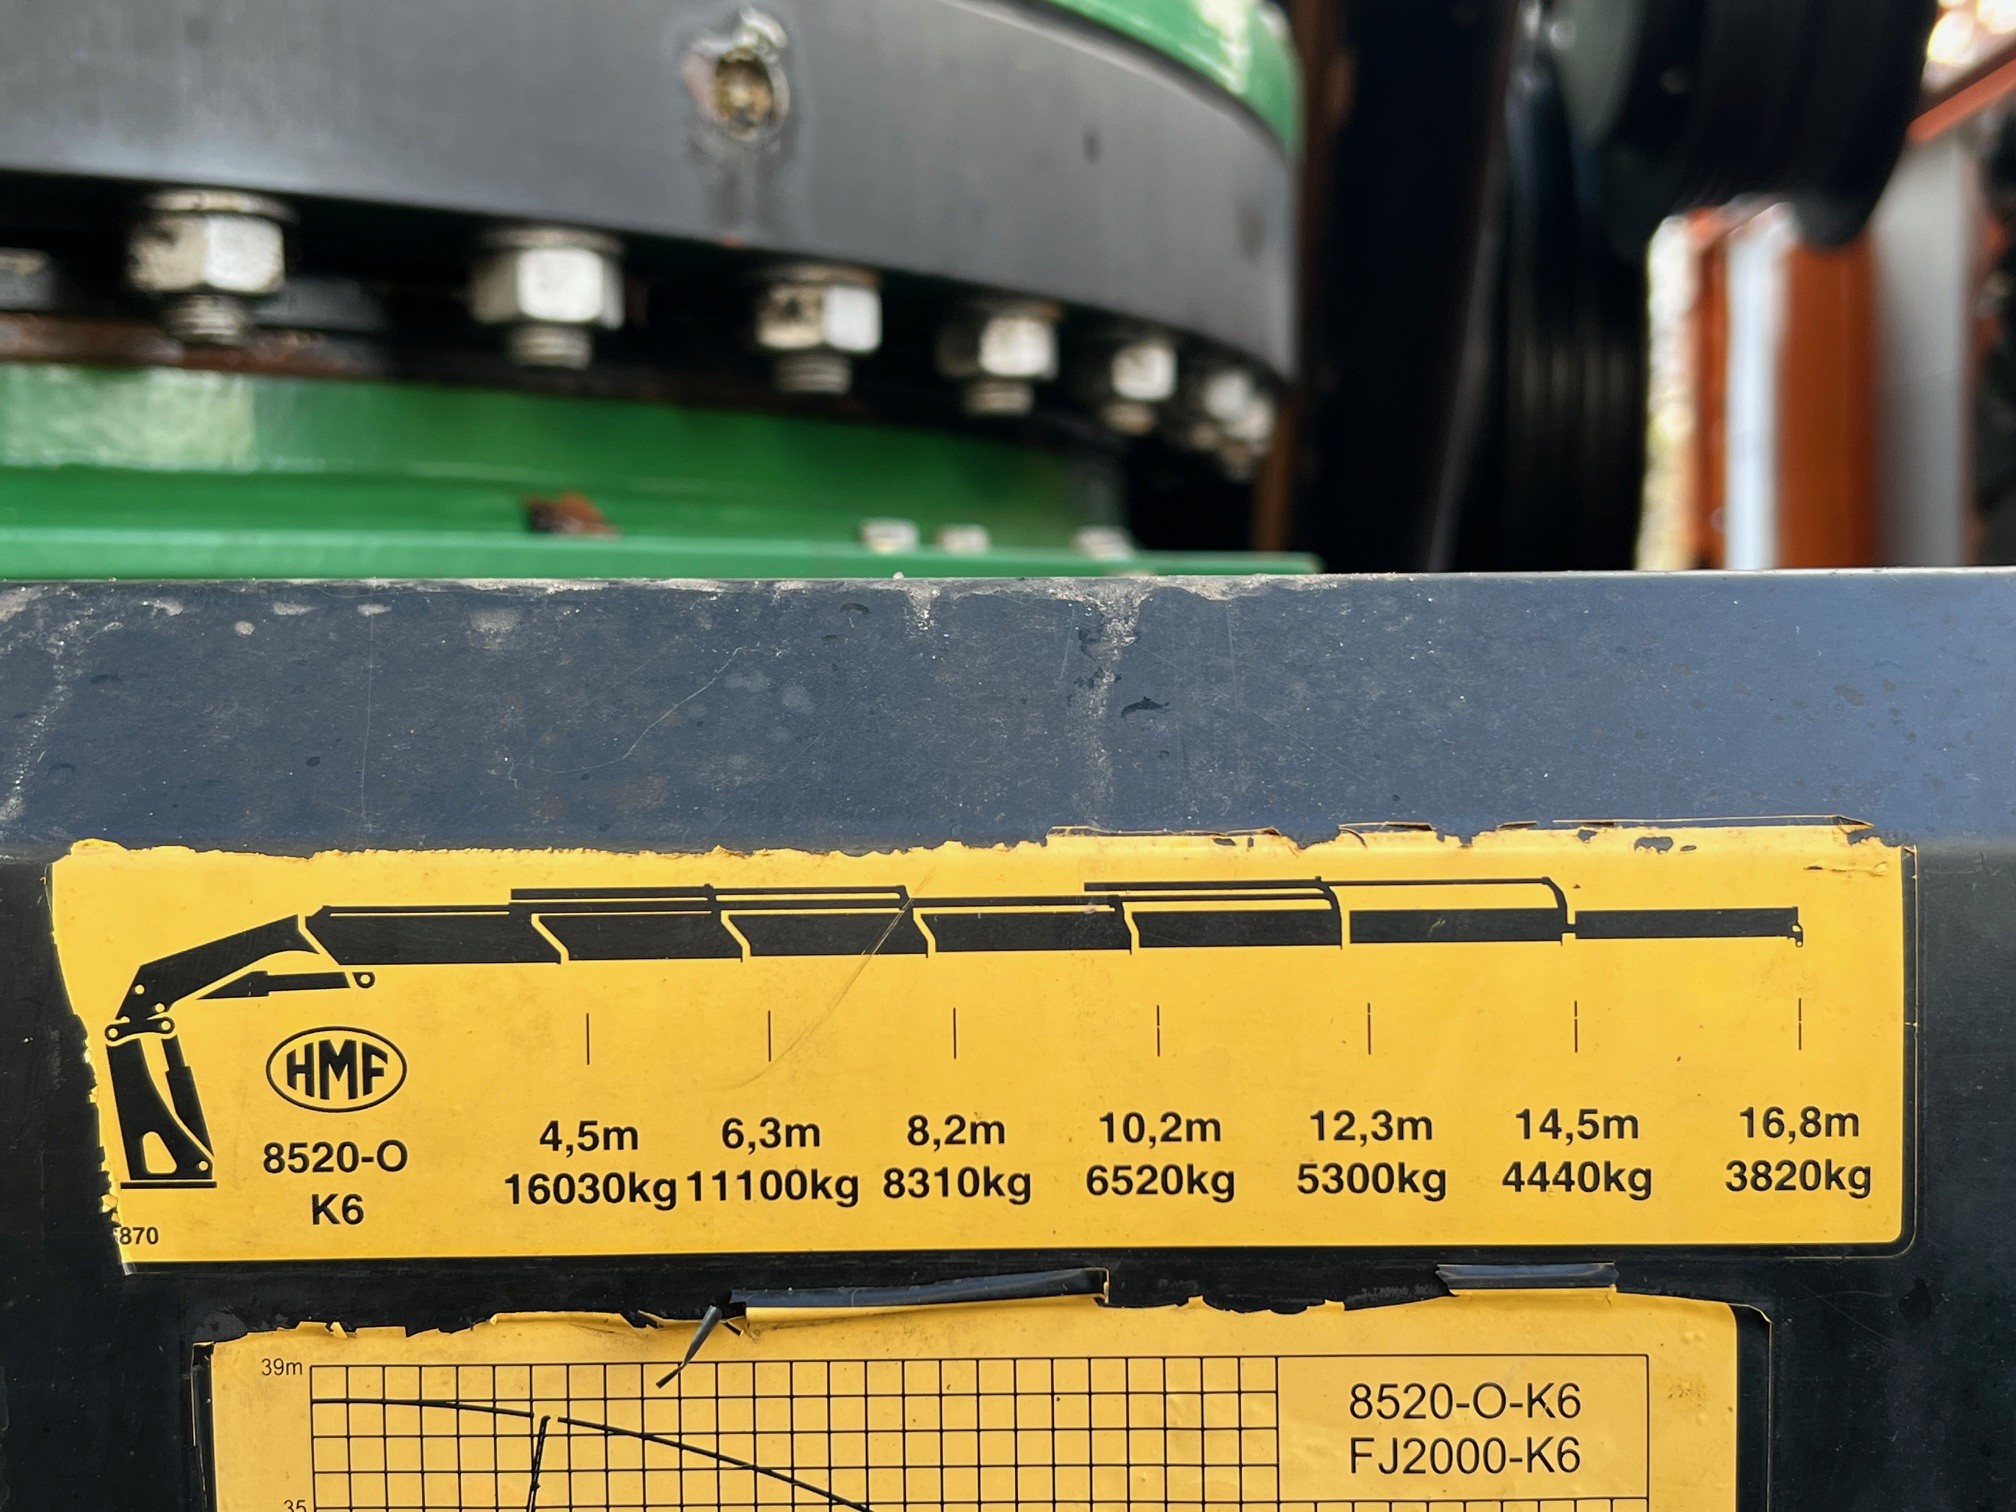 HMF
8520-O
K6
870
4,5m 6,3m 8,2m 10,2m 12,3m 14,5m 16,8m
16030kg 11100kg 8310kg 6520kg 5300kg 4440kg 3820kg
39m
35
8520-O-K6
FJ2000-K6